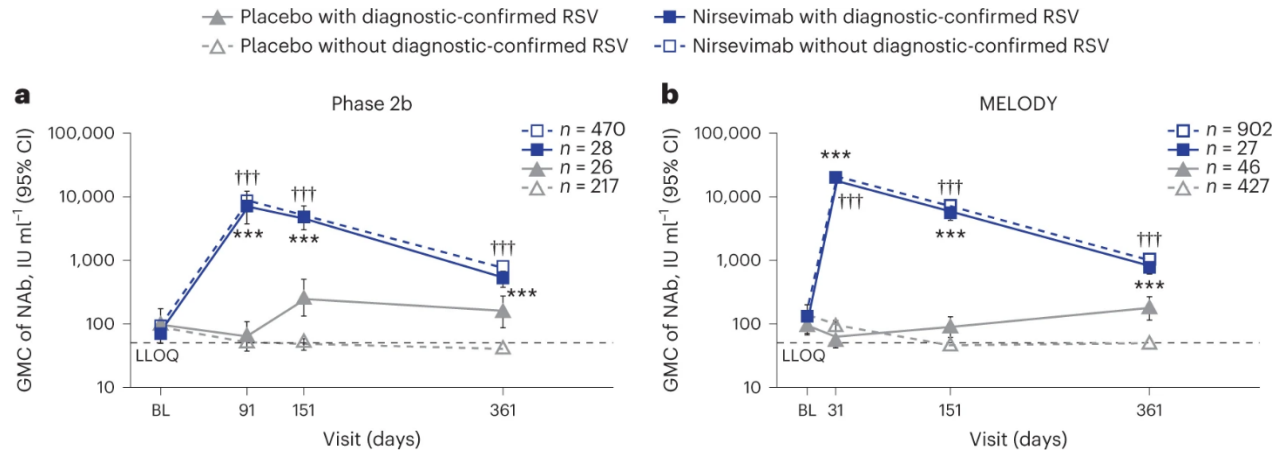 Placebo with diagnostic-confirmed RSV
Nirsevimab with diagnostic-confirmed RSV
Placebo without diagnostic-confirmed RSV
Nirsevimab without diagnostic-confirmed RSV
a
Phase 2b
GMC of NAb, IU ml⁻¹ (95% CI)
100,000
10,000
1,000
100
10
n = 470
n = 28
n = 26
n = 217
†††
***
†††
***
†††
***
LLOQ
BL 91 151 361
Visit (days)
b
MELODY
GMC of NAb, IU ml⁻¹ (95% CI)
100,000
10,000
1,000
100
10
n = 902
n = 27
n = 46
n = 427
***
†††
†††
***
†††
***
LLOQ
BL 31 151 361
Visit (days)